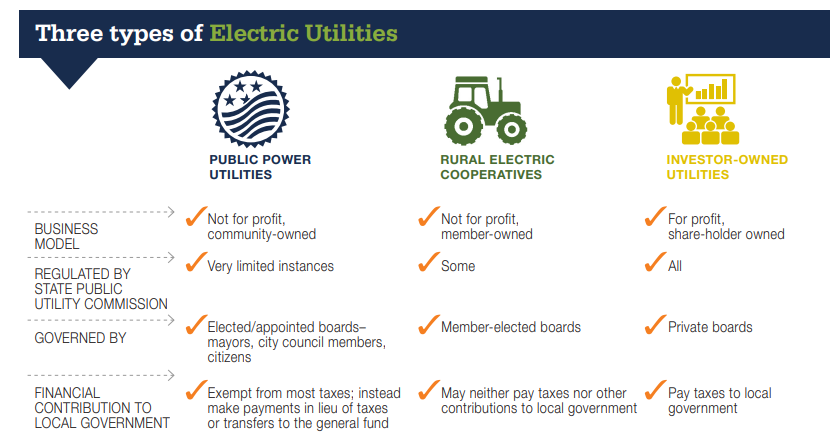 Three types of Electric Utilities
PUBLIC POWER
UTILITIES
RURAL ELECTRIC
COOPERATIVES
INVESTOR-OWNED
UTILITIES
BUSINESS
MODEL
Not for profit,
community-owned
Not for profit,
member-owned
For profit,
share-holder owned
REGULATED BY
STATE PUBLIC
UTILITY COMMISSION
Very limited instances
Some
All
GOVERNED BY
Elected/appointed boards–
mayors, city council members,
citizens
Member-elected boards
Private boards
FINANCIAL
CONTRIBUTION TO
LOCAL GOVERNMENT
Exempt from most taxes; instead
make payments in lieu of taxes
or transfers to the general fund
May neither pay taxes nor other
contributions to local government
Pay taxes to local
government